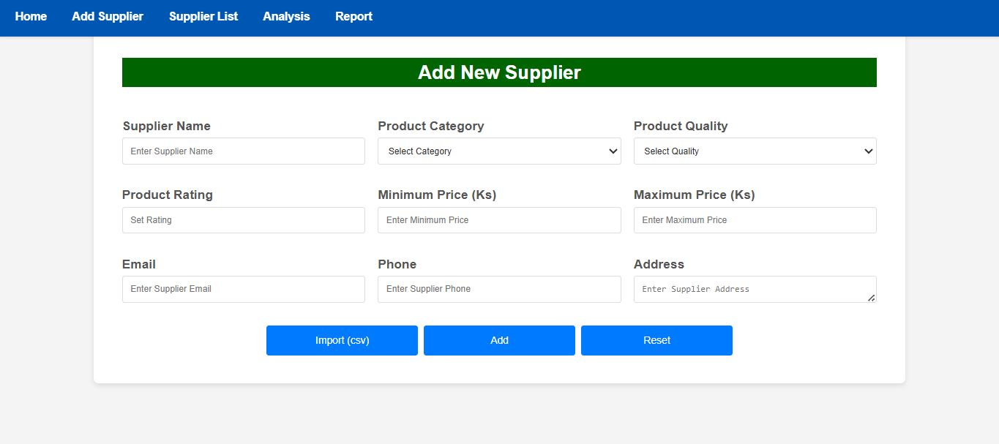 Home Add Supplier Supplier List Analysis Report
Add New Supplier
Supplier Name Product Category Product Quality
Enter Supplier Name Select Category Select Quality
Product Rating Minimum Price (Ks) Maximum Price (Ks)
Set Rating Enter Minimum Price Enter Maximum Price
Email Phone Address
Enter Supplier Email Enter Supplier Phone Enter Supplier Address
Import (csv) Add Reset